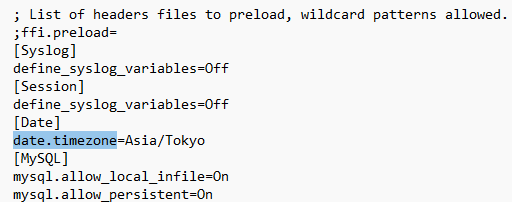 ; List of headers files to preload, wildcard patterns allowed.
;ffi.preload=
[Syslog]
define_syslog_variables=Off
[Session]
define_syslog_variables=Off
[Date]
date.timezone=Asia/Tokyo
[MySQL]
mysql.allow_local_infile=On
mysql.allow_persistent=On